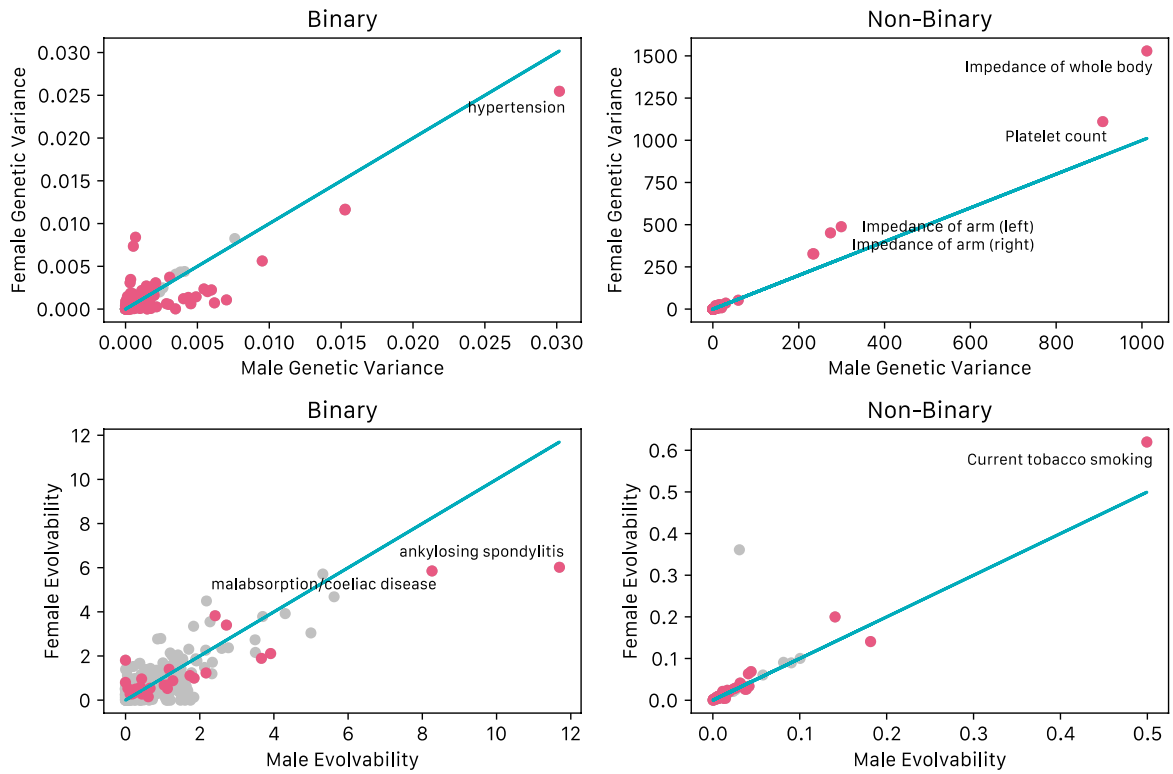 Binary
0.030
0.025
0.020
0.015
0.010
0.005
0.000
Female Genetic Variance
hypertension
0.000 0.005 0.010 0.015 0.020 0.025 0.030
Male Genetic Variance
Non-Binary
1500
1250
1000
750
500
250
0
Female Genetic Variance
Impedance of whole body
Platelet count
Impedance of arm (left)
Impedance of arm (right)
0 200 400 600 800 1000
Male Genetic Variance
Binary
12
10
8
6
4
2
0
Female Evolvability
ankylosing spondylitis
malabsorption/coeliac disease
0 2 4 6 8 10 12
Male Evolvability
Non-Binary
0.6
0.5
0.4
0.3
0.2
0.1
0.0
Female Evolvability
Current tobacco smoking
0.0 0.1 0.2 0.3 0.4 0.5
Male Evolvability